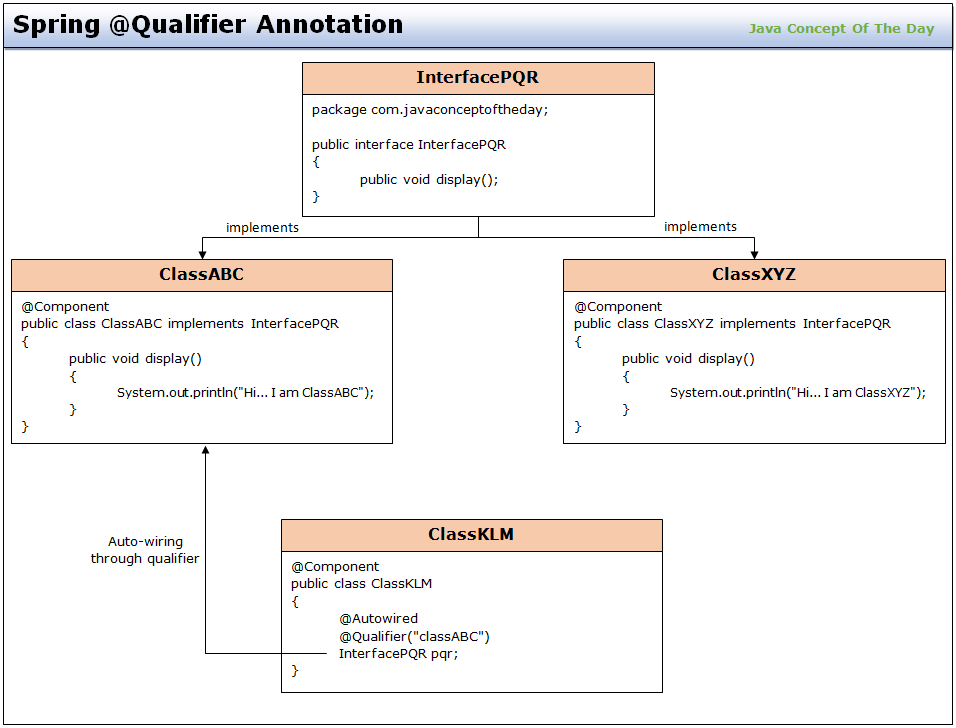 Spring @Qualifier Annotation
Java Concept Of The Day
InterfacePQR
package com.javaconceptoftheday;
public interface InterfacePQR
{
public void display();
}
implements
implements
ClassABC
@Component
public class ClassABC implements InterfacePQR
{
public void display()
{
System.out.println("Hi... I am ClassABC");
}
}
ClassXYZ
@Component
public class ClassXYZ implements InterfacePQR
{
public void display()
{
System.out.println("Hi... I am ClassXYZ");
}
}
Auto-wiring
through qualifier
ClassKLM
@Component
public class ClassKLM
{
@Autowired
@Qualifier("classABC")
InterfacePQR pqr;
}